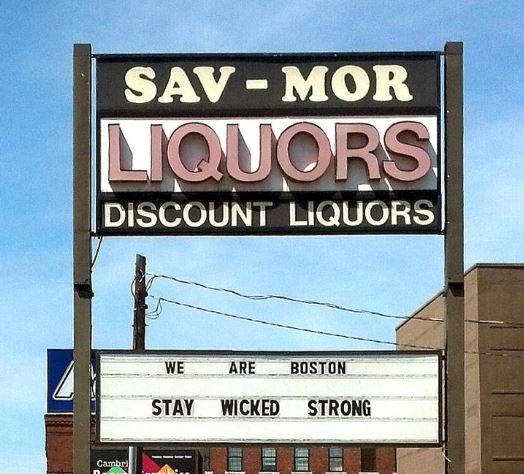 SAV-MOR
LIQUORS
DISCOUNT LIQUORS
WE ARE BOSTON
STAY WICKED STRONG